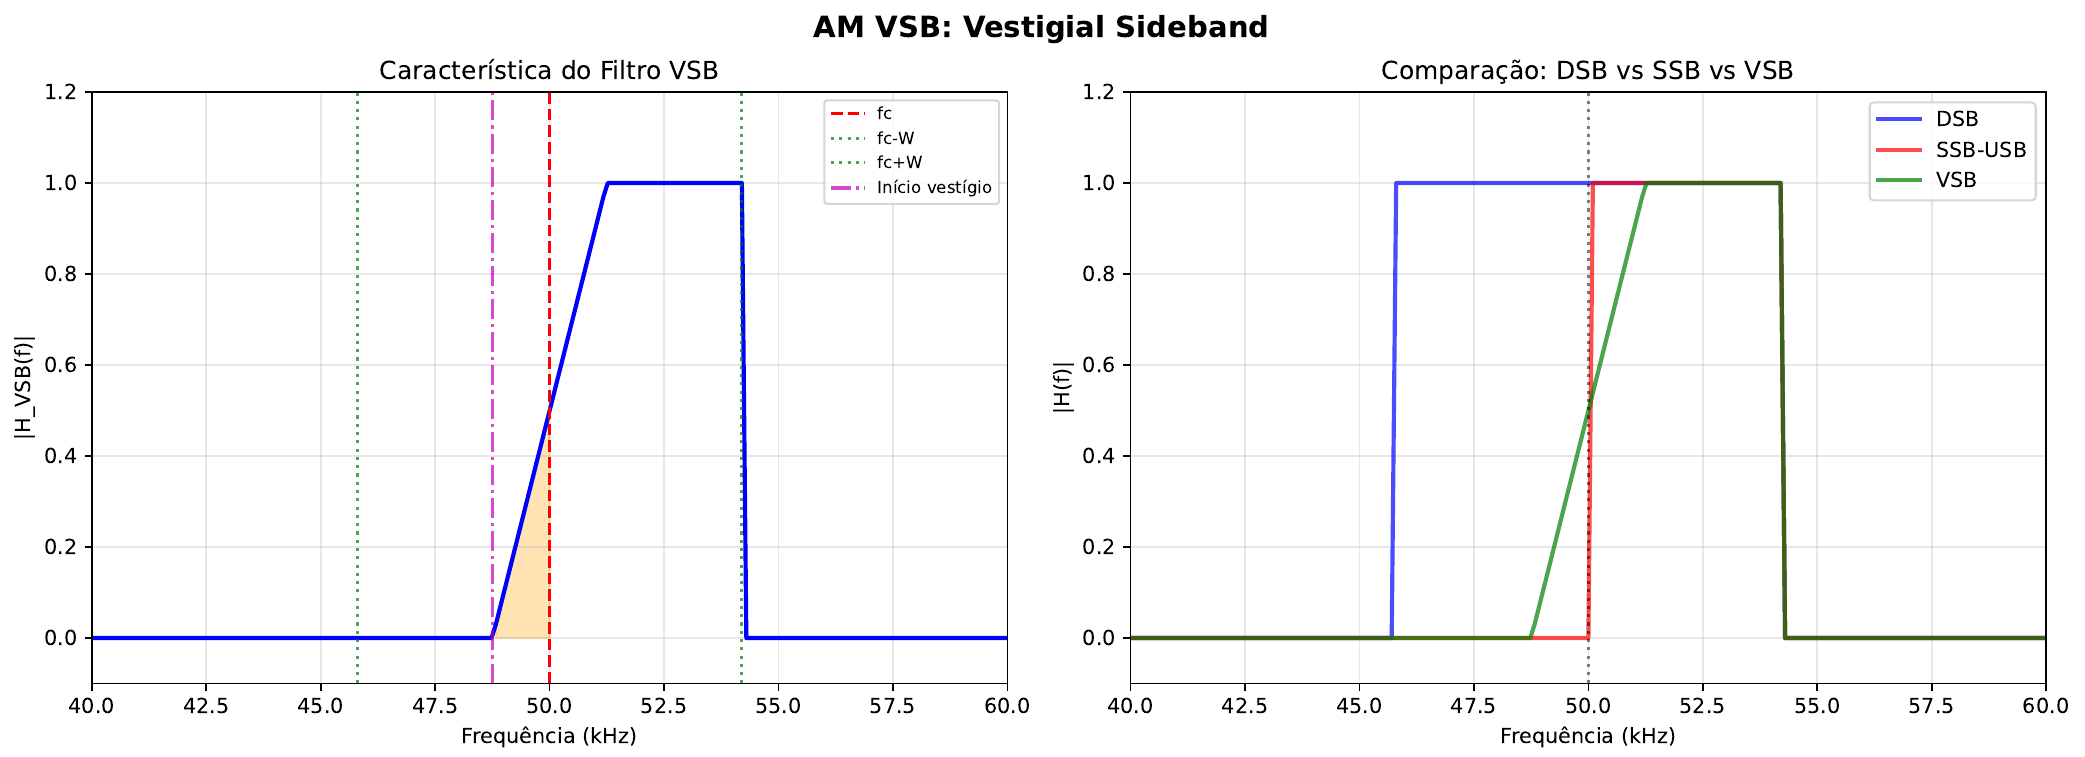 AM VSB: Vestigial Sideband
Característica do Filtro VSB
1.2
1.0
0.8
0.6
0.4
0.2
0.0
|H_VSB(f)|
40.0 42.5 45.0 47.5 50.0 52.5 55.0 57.5 60.0
Frequência (kHz)
fc
fc-W
fc+W
Início vestígio
Comparação: DSB vs SSB vs VSB
1.2
1.0
0.8
0.6
0.4
0.2
0.0
|H(f)|
40.0 42.5 45.0 47.5 50.0 52.5 55.0 57.5 60.0
Frequência (kHz)
DSB
SSB-USB
VSB